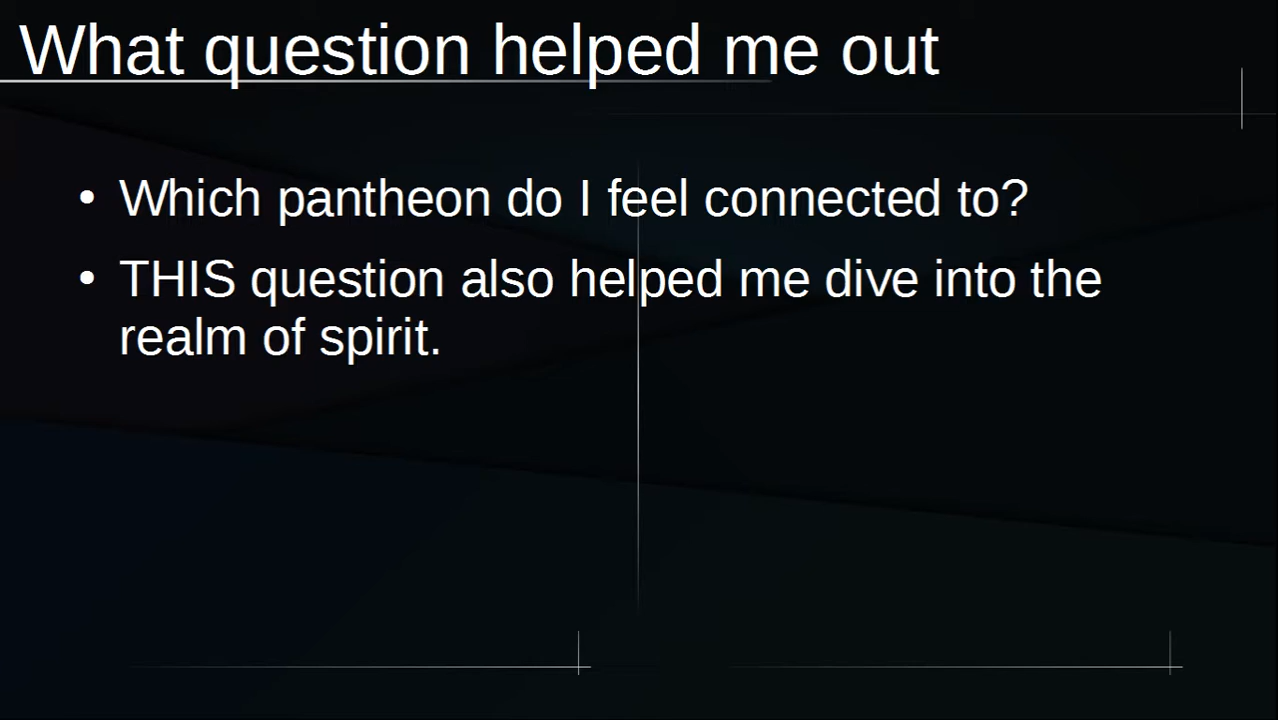 What question helped me out
• Which pantheon do I feel connected to?
• THIS question also helped me dive into the
realm of spirit.